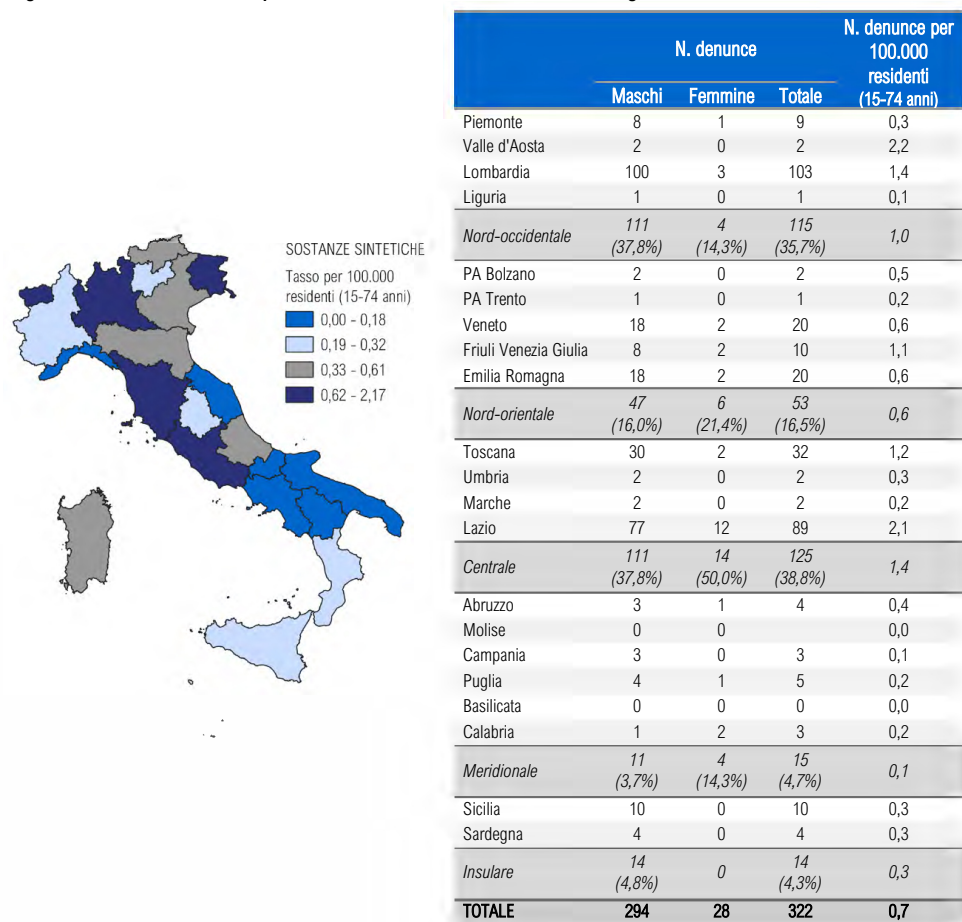 SOSTANZE SINTETICHE
Tasso per 100.000
residenti (15-74 anni)
0,00 - 0,18
0,19 - 0,32
0,33 - 0,61
0,62 - 2,17
N. denunce
N. denunce per
100.000
residenti
(15-74 anni)
Maschi Femmine Totale
Piemonte 8 1 9 0,3
Valle d'Aosta 2 0 2 2,2
Lombardia 100 3 103 1,4
Liguria 1 0 1 0,1
Nord-occidentale 111 4 115 1,0
(37,8%) (14,3%) (35,7%)
PA Bolzano 2 0 2 0,5
PA Trento 1 0 1 0,2
Veneto 18 2 20 0,6
Friuli Venezia Giulia 8 2 10 1,1
Emilia Romagna 18 2 20 0,6
Nord-orientale 47 6 53 0,6
(16,0%) (21,4%) (16,5%)
Toscana 30 2 32 1,2
Umbria 2 0 2 0,3
Marche 2 0 2 0,2
Lazio 77 12 89 2,1
Centrale 111 14 125 1,4
(37,8%) (50,0%) (38,8%)
Abruzzo 3 1 4 0,4
Molise 0 0 0,0
Campania 3 0 3 0,1
Puglia 4 1 5 0,2
Basilicata 0 0 0 0,0
Calabria 1 2 3 0,2
Meridionale 11 4 15 0,1
(3,7%) (14,3%) (4,7%)
Sicilia 10 0 10 0,3
Sardegna 4 0 4 0,3
Insulare 14 0 14 0,3
(4,8%) (4,3%)
TOTALE 294 28 322 0,7